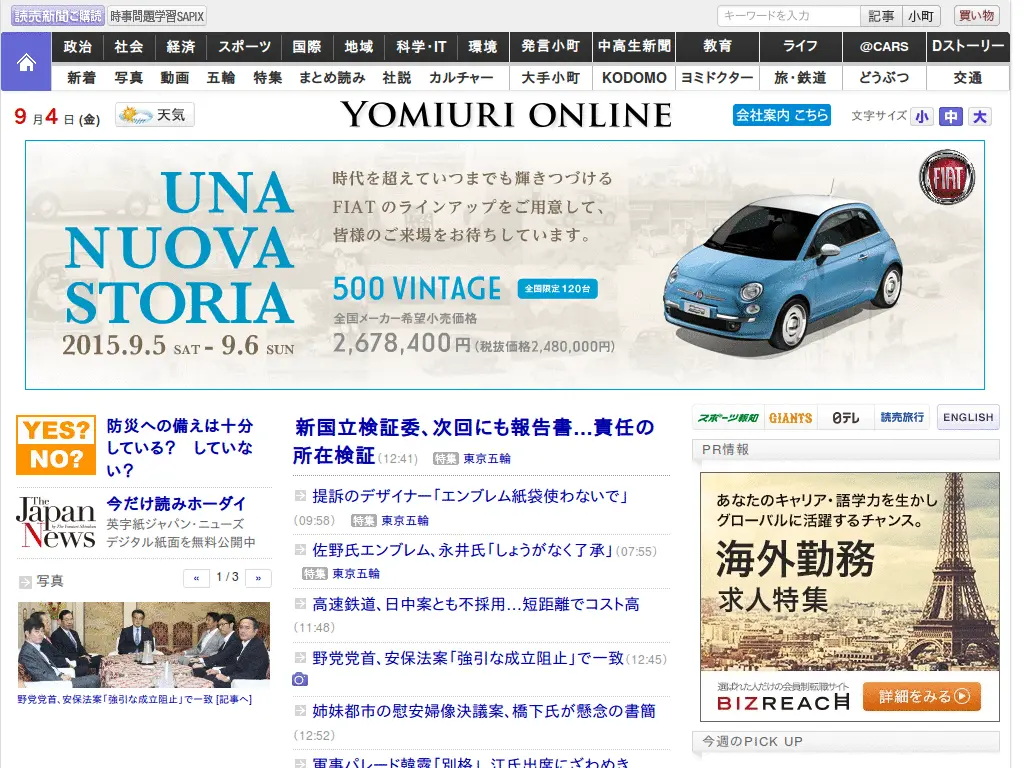 読売新聞ご購読 時事問題学習SAPIX キーワードを入力 記事 小町 買い物
政治 社会 経済 スポーツ 国際 地域 科学・IT 環境 発言小町 中高生新聞 教育 ライフ @CARS Dストーリー
新着 写真 動画 五輪 特集 まとめ読み 社説 カルチャー 大手小町 KODOMO ヨミドクター 旅・鉄道 どうぶつ 交通
9月4日(金) 天気 YOMIURI ONLINE 会社案内 こちら 文字サイズ 小 中 大
UNA
NUOVA
STORIA
2015.9.5 SAT - 9.6 SUN
時代を超えていつまでも輝きつづける
FIAT のラインアップをご用意して、
皆様のご来場をお待ちしています。
500 VINTAGE 全国限定120台
全国メーカー希望小売価格
2,678,400円(税抜価格2,480,000円)
FIAT
YES?
NO?
防災への備えは十分
している? していな
い?
The Japan News
by The Yomiuri Shimbun
今だけ読みホーダイ
英字紙ジャパン・ニューズ
デジタル紙面を無料公開中
写真 « 1 / 3 »
野党党首、安保法案「強引な成立阻止」で一致 [記事へ]
新国立検証委、次回にも報告書…責任の
所在検証(12:41) 特集 東京五輪
提訴のデザイナー「エンブレム紙袋使わないで」
(09:58) 特集 東京五輪
佐野氏エンブレム、永井氏「しょうがなく了承」(07:55)
特集 東京五輪
高速鉄道、日中案とも不採用…短距離でコスト高
(11:48)
野党党首、安保法案「強引な成立阻止」で一致(12:45)
姉妹都市の慰安婦像決議案、橋下氏が懸念の書簡
(12:52)
軍事パレード韓露「別格」、江氏出席にざわめき
スポーツ報知 GIANTS 日テレ 読売旅行 ENGLISH
PR情報
あなたのキャリア・語学力を生かし
グローバルに活躍するチャンス。
海外勤務
求人特集
選ばれた人だけの会員制転職サイト
BIZREACH 詳細をみる
今週のPICK UP